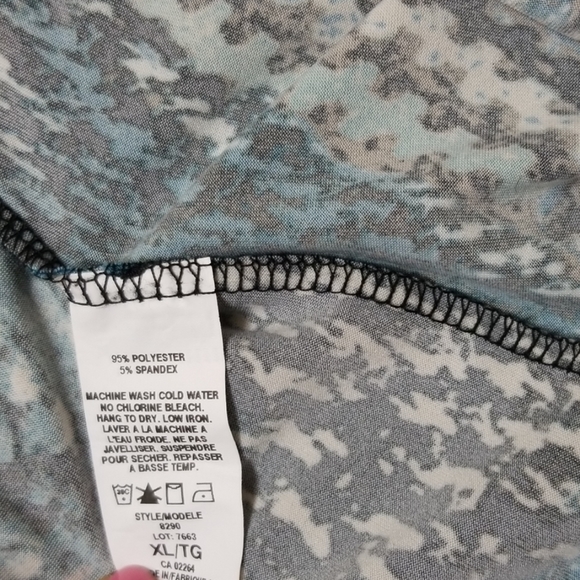 95% POLYESTER
5% SPANDEX
MACHINE WASH COLD WATER
NO CHLORINE BLEACH.
HANG TO DRY. LOW IRON.
LAVER A LA MACHINE A
L'EAU FROIDE. NE PAS
JAVELLISER. SUSPENDRE
POUR SECHER. REPASSER
A BASSE TEMP.
STYLE/MODELE
8290
LOT: 7663
XL/TG
CA 02264